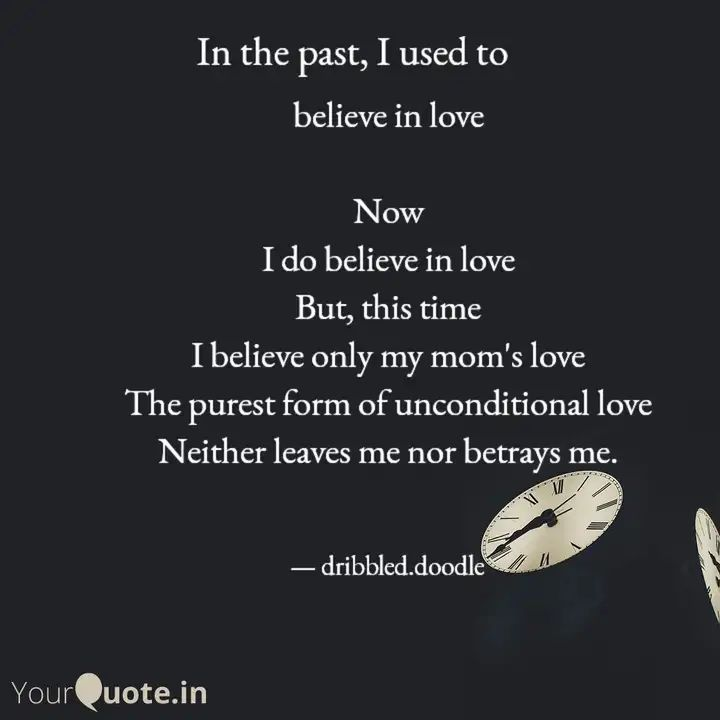 In the past, I used to
believe in love
Now
I do believe in love
But, this time
I believe only my mom's love
The purest form of unconditional love
Neither leaves me nor betrays me.
— dribbled.doodle
YourQuote.in